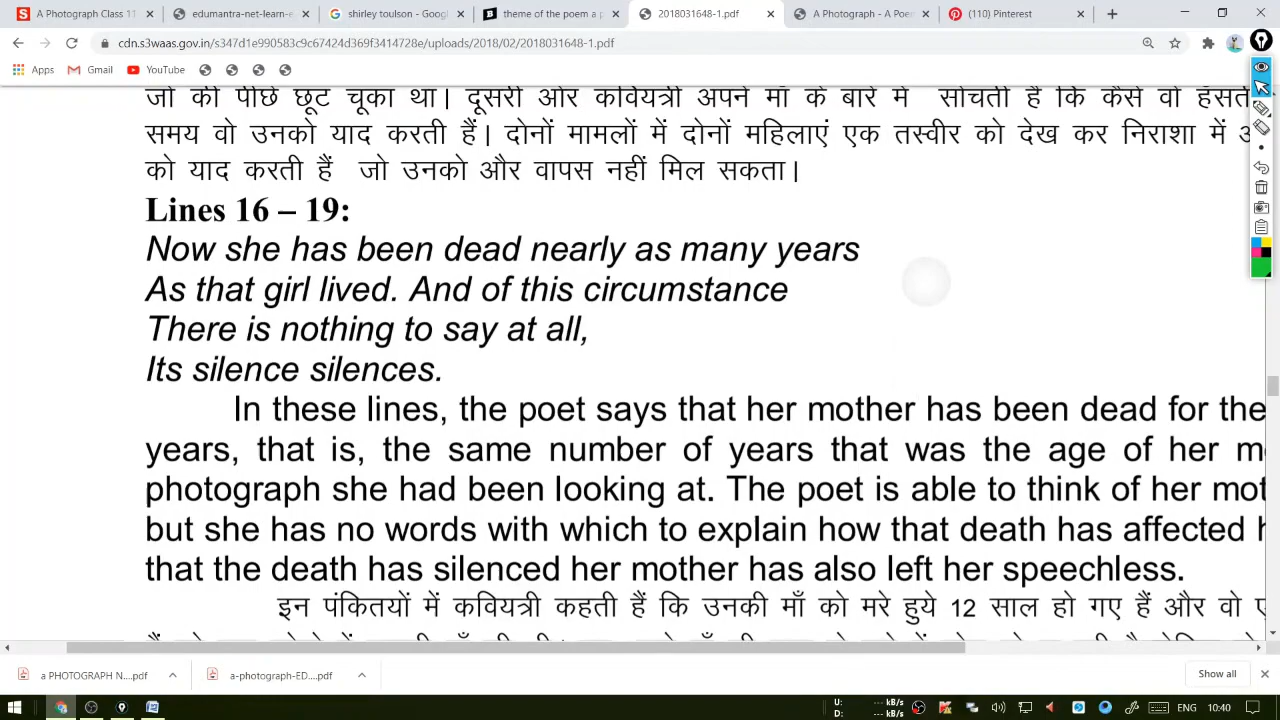 A Photograph Class 11
edumantra-net-learn-e
shirley toulson - Goog
theme of the poem a p
2018031648-1.pdf
A Photograph - A Poem
(110) Pinterest
cdn.s3waas.gov.in/s347d1e990583c9c67424d369f3414728e/uploads/2018/02/2018031648-1.pdf
Apps Gmail YouTube
जो की पीछे छूट चूका था। दूसरी ओर कवियत्री अपने माँ के बारे में सोचती हैं कि कैसे वो हँसती
समय वो उनको याद करती हैं। दोनों मामलों में दोनों महिलाएं एक तस्वीर को देख कर निराशा में
को याद करती हैं जो उनको और वापस नहीं मिल सकता।
Lines 16 – 19:
Now she has been dead nearly as many years
As that girl lived. And of this circumstance
There is nothing to say at all,
Its silence silences.
In these lines, the poet says that her mother has been dead for the
years, that is, the same number of years that was the age of her m
photograph she had been looking at. The poet is able to think of her mot
but she has no words with which to explain how that death has affected h
that the death has silenced her mother has also left her speechless.
इन पंकितयों में कवियत्री कहती हैं कि उनकी माँ को मरे हुये 12 साल हो गए हैं और वो
a PHOTOGRAPH N....pdf
a-photograph-ED....pdf
Show all
U: --- kB/s
D: --- kB/s
ENG 10:40